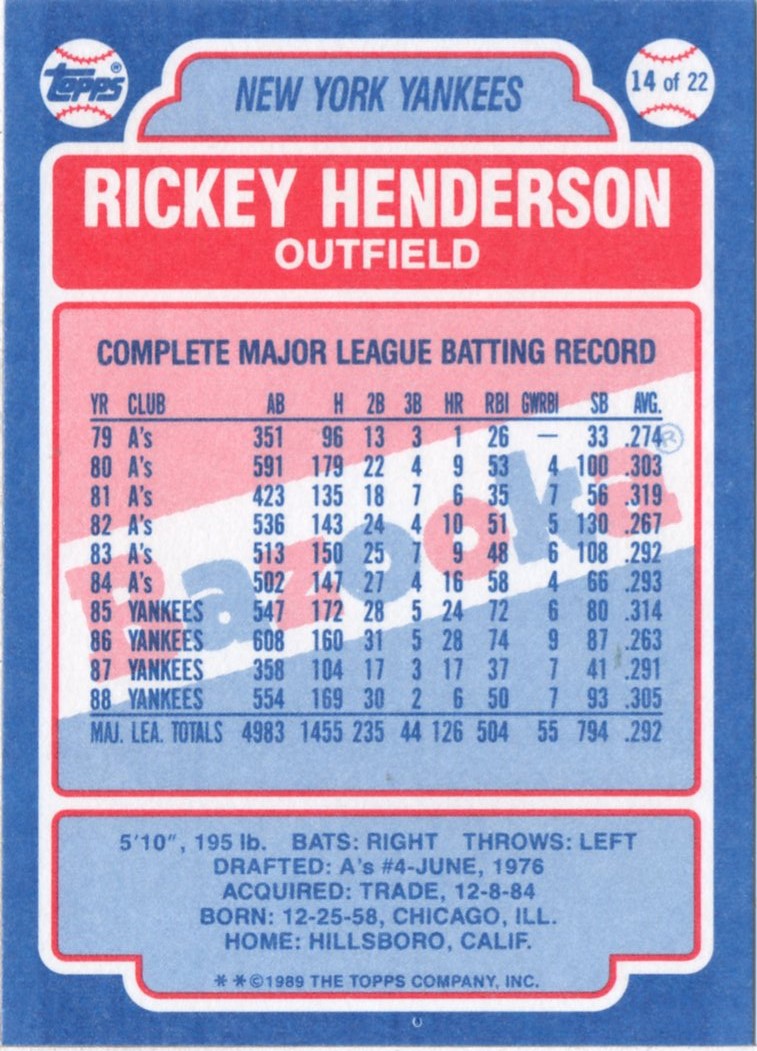 Topps®
NEW YORK YANKEES
14 of 22
RICKEY HENDERSON
OUTFIELD
COMPLETE MAJOR LEAGUE BATTING RECORD
YR CLUB AB H 2B 3B HR RBI GWRBI SB AVG.
79 A's 351 96 13 3 1 26 — 33 .274
80 A's 591 179 22 4 9 53 4 100 .303
81 A's 423 135 18 7 6 35 7 56 .319
82 A's 536 143 24 4 10 51 5 130 .267
83 A's 513 150 25 7 9 48 6 108 .292
84 A's 502 147 27 4 16 58 4 66 .293
85 YANKEES 547 172 28 5 24 72 6 80 .314
86 YANKEES 608 160 31 5 28 74 9 87 .263
87 YANKEES 358 104 17 3 17 37 7 41 .291
88 YANKEES 554 169 30 2 6 50 7 93 .305
MAJ. LEA. TOTALS 4983 1455 235 44 126 504 55 794 .292
Bazooka®
5'10", 195 lb. BATS: RIGHT THROWS: LEFT
DRAFTED: A's #4-JUNE, 1976
ACQUIRED: TRADE, 12-8-84
BORN: 12-25-58, CHICAGO, ILL.
HOME: HILLSBORO, CALIF.
**©1989 THE TOPPS COMPANY, INC.